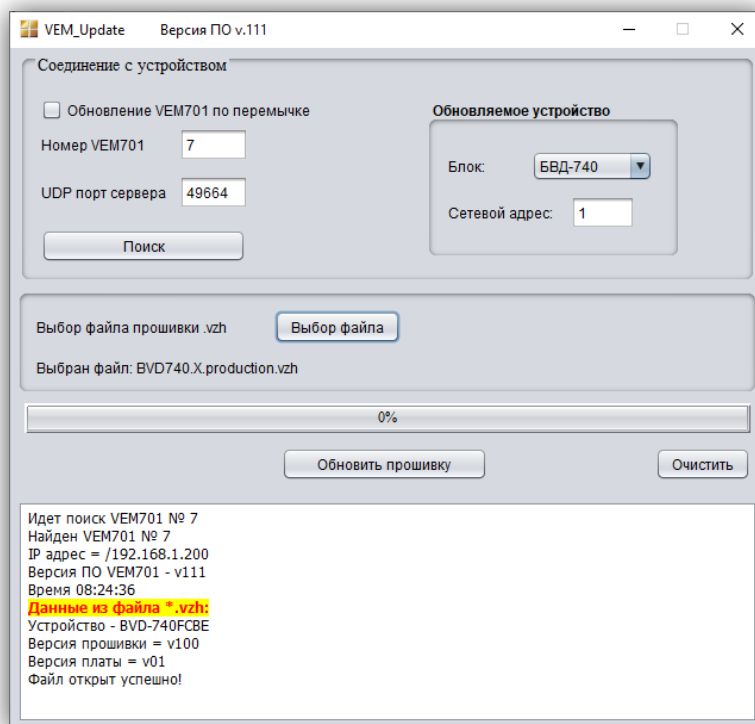 VEM_Update Версия ПО v.111
Соединение с устройством
Обновление VEM701 по перемычке
Номер VEM701 7
UDP порт сервера 49664
Поиск
Обновляемое устройство
Блок: БВД-740
Сетевой адрес: 1
Выбор файла прошивки .vzh Выбор файла
Выбран файл: BVD740.X.production.vzh
0%
Обновить прошивку Очистить
Идет поиск VEM701 № 7
Найден VEM701 № 7
IP адрес = /192.168.1.200
Версия ПО VEM701 - v111
Время 08:24:36
Данные из файла *.vzh:
Устройство - BVD-740FCBE
Версия прошивки = v100
Версия платы = v01
Файл открыт успешно!